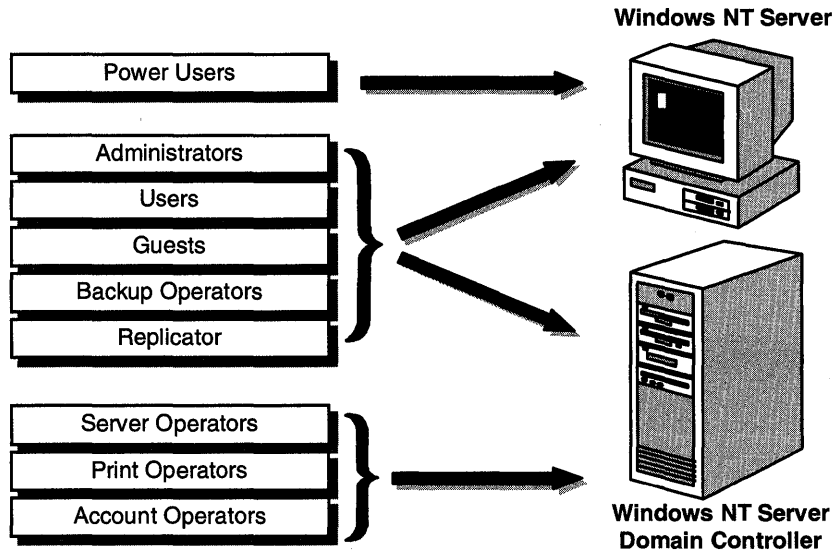 Windows NT Server
Power Users
Administrators
Users
Guests
Backup Operators
Replicator
Server Operators
Print Operators
Account Operators
Windows NT Server
Domain Controller